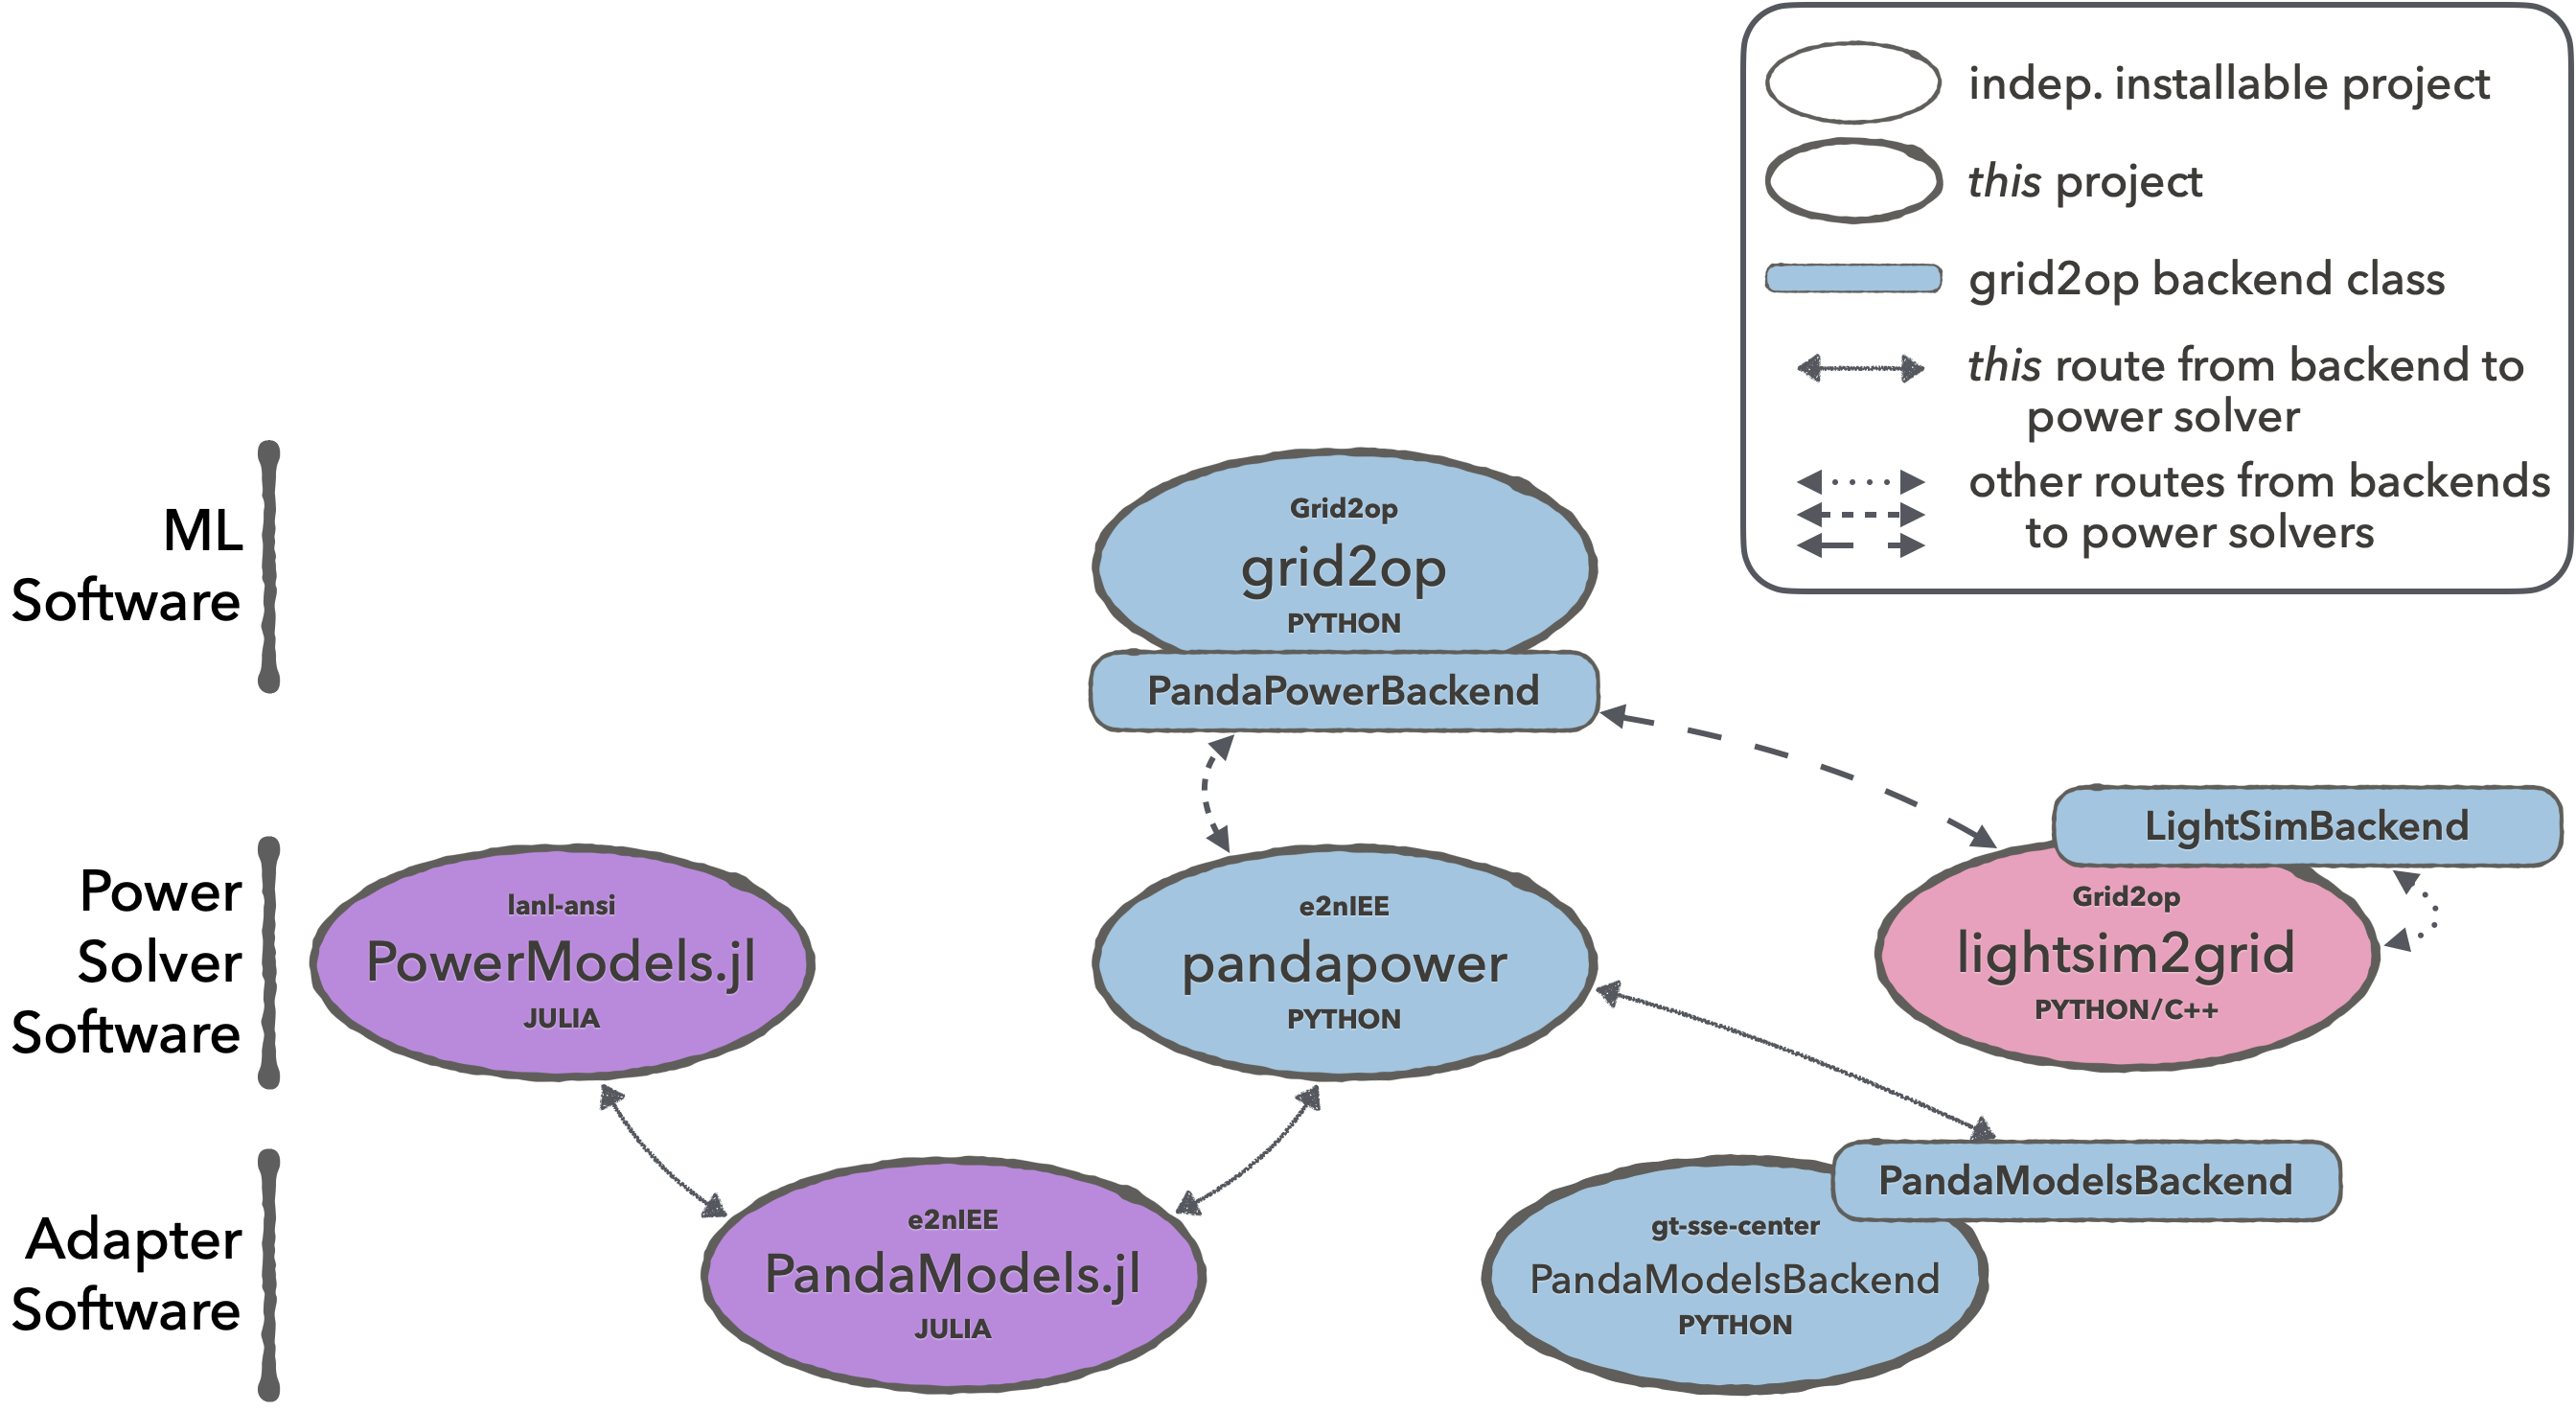 indep. installable project
this project
grid2op backend class
this route from backend to
power solver
other routes from backends
to power solvers
ML
Software
Grid2op
grid2op
PYTHON
PandaPowerBackend
LightSimBackend
Power
Solver
Software
lanl-ansi
PowerModels.jl
JULIA
e2nIEE
pandapower
PYTHON
Grid2op
lightsim2grid
PYTHON/C++
Adapter
Software
e2nIEE
PandaModels.jl
JULIA
PandaModelsBackend
gt-sse-center
PandaModelsBackend
PYTHON